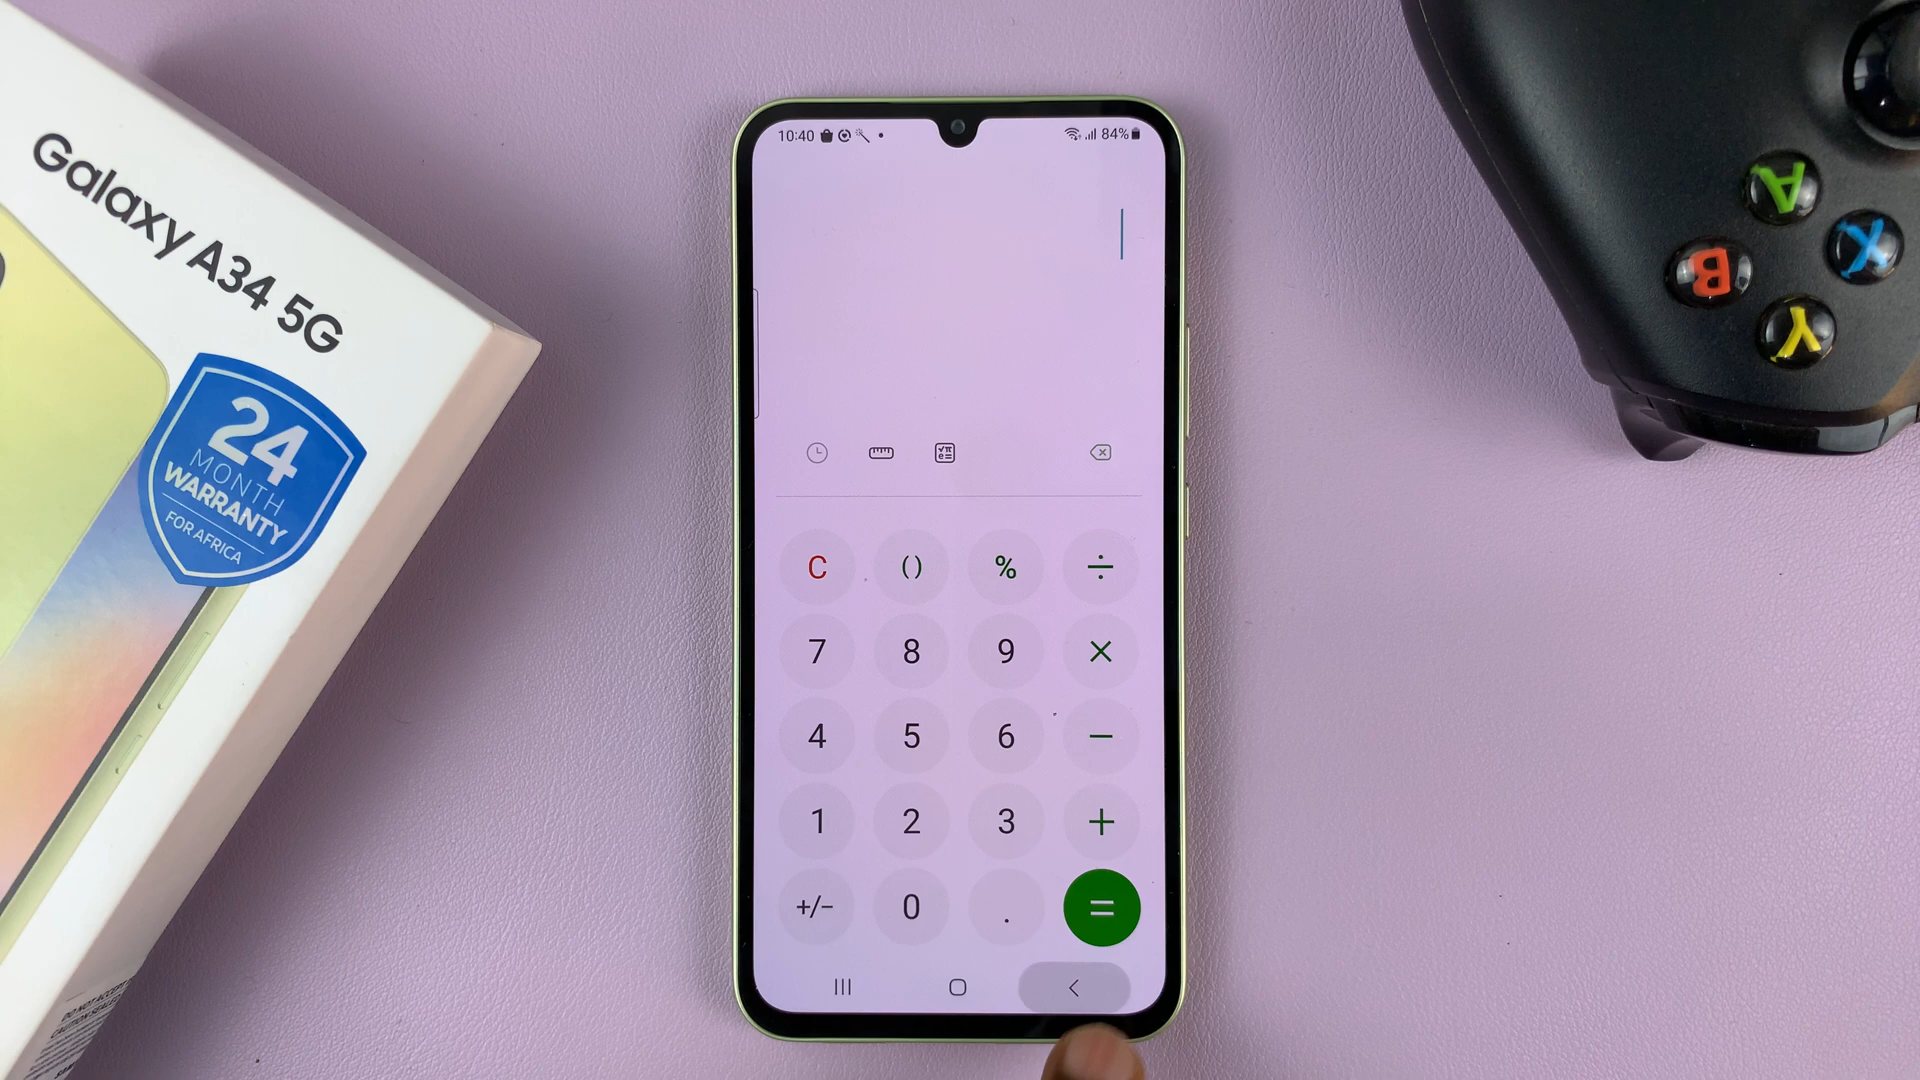 Galaxy A34 5G
24
MONTH
WARRANTY
FOR AFRICA
10:40
84%
C () % ÷
7 8 9 ×
4 5 6 −
1 2 3 +
+/− 0 . =
A
X
B
Y